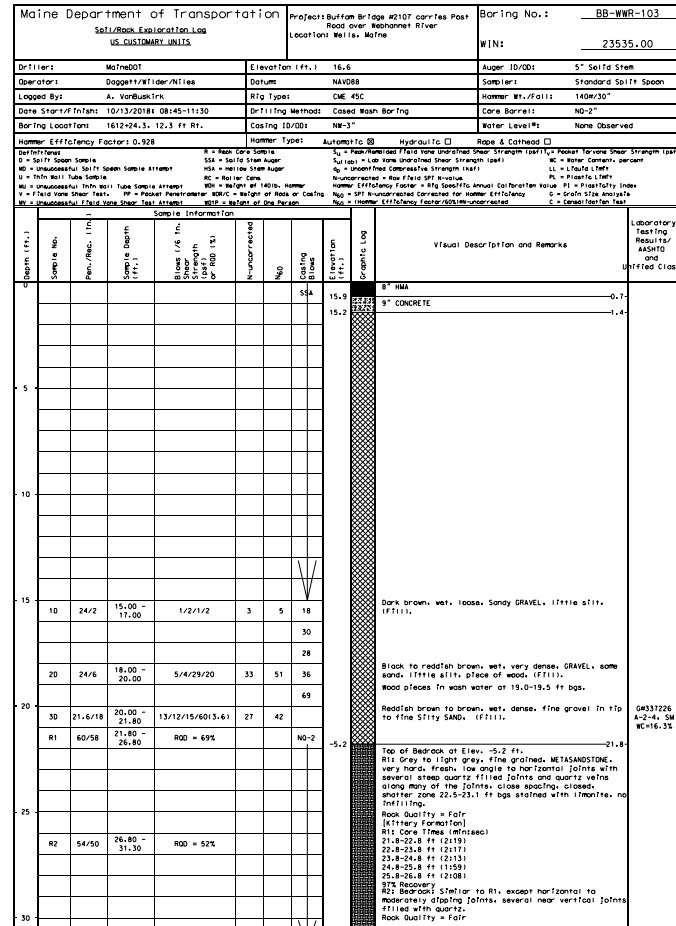 Maine Department of Transportation
Soil/Rock Exploration Log
US CUSTOMARY UNITS
Project: Buffam Bridge #2107 carries Post
Road over Webhannet River
Location: Wells, Maine
Boring No.: BB-WWR-103
WIN: 23535.00
Driller: MaineDOT Elevation (ft.) 16.6 Auger ID/OD: 5" Solid Stem
Operator: Daggett/Wilder/Niles Datum: NAVD88 Sampler: Standard Split Spoon
Logged By: A. VanBuskirk Rig Type: CME 45C Hammer Wt./Fall: 140#/30"
Date Start/Finish: 10/13/2018; 08:45-11:30 Drilling Method: Cased Wash Boring Core Barrel: NQ-2"
Boring Location: 1612+24.3, 12.3 ft Rt. Casing ID/OD: NW-3" Water Level*: None Observed
Hammer Efficiency Factor: 0.928 Hammer Type: Automatic ☒ Hydraulic ☐ Rope & Cathead ☐
Definitions: R = Rock Core Sample Su = Peak/Remolded Field Vane Undrained Shear Strength (psf) Tv = Pocket Torvane Shear Strength (psf
D = Split Spoon Sample SSA = Solid Stem Auger Su(lab) = Lab Vane Undrained Shear Strength (psf) WC = Water Content, percent
MD = Unsuccessful Split Spoon Sample Attempt HSA = Hollow Stem Auger qp = Unconfined Compressive Strength (ksf) LL = Liquid Limit
U = Thin Wall Tube Sample RC = Roller Cone N-uncorrected = Raw Field SPT N-value PL = Plastic Limit
MU = Unsuccessful Thin Wall Tube Sample Attempt WOH = Weight of 140lb. Hammer Hammer Efficiency Factor = Rig Specific Annual Calibration Value PI = Plasticity Index
V = Field Vane Shear Test, PP = Pocket Penetrometer WOR/C = Weight of Rods or Casing N60 = SPT N-uncorrected Corrected for Hammer Efficiency G = Grain Size Analysis
MV = Unsuccessful Field Vane Shear Test Attempt WO1P = Weight of One Person N60 = (Hammer Efficiency Factor/60%)*N-uncorrected C = Consolidation Test
Sample Information
Depth (ft.)
Sample No.
Pen./Rec. (in.)
Sample Depth (ft.)
Blows (/6 in.) Shear Strength (psf) or RQD (%)
N-uncorrected
N60
Casing Blows
Elevation (ft.)
Graphic Log
Visual Description and Remarks
Laboratory
Testing
Results/
AASHTO
and
Unified Clas
0
SSA
8" HMA
15.9 0.7
9" CONCRETE
15.2 1.4
5
10
15
1D 24/2 15.00 - 17.00 1/2/1/2 3 5 18
Dark brown, wet, loose, Sandy GRAVEL, little silt,
(Fill).
30
28
2D 24/6 18.00 - 20.00 5/4/29/20 33 51 36
Black to reddish brown, wet, very dense, GRAVEL, some
sand, little silt, piece of wood, (Fill).
Wood pieces in wash water at 19.0-19.5 ft bgs.
69
20
3D 21.6/18 20.00 - 21.80 13/12/15/60(3.6) 27 42
Reddish brown to brown, wet, dense, fine gravel in tip
to fine Silty SAND, (Fill).
G#337226
A-2-4, SM
WC=16.3%
R1 60/58 21.80 - 26.80 RQD = 69% NQ-2
-5.2 21.8
Top of Bedrock at Elev. -5.2 ft.
R1: Grey to light grey, fine grained, METASANDSTONE,
very hard, fresh, low angle to horizontal joints with
several steep quartz filled joints and quartz veins
along many of the joints, close spacing, closed,
shatter zone 22.5-23.1 ft bgs stained with limonite, no
infilling.
Rock Quality = Fair
[Kittery Formation]
R1: Core Times (min:sec)
21.8-22.8 ft (2:19)
22.8-23.8 ft (2:17)
23.8-24.8 ft (2:13)
24.8-25.8 ft (1:59)
25.8-26.8 ft (2:08)
97% Recovery
25
R2 54/50 26.80 - 31.30 RQD = 52%
R2: Bedrock: Similar to R1, except horizontal to
moderately dipping joints, several near vertical joints
filled with quartz.
Rock Quality = Fair
30